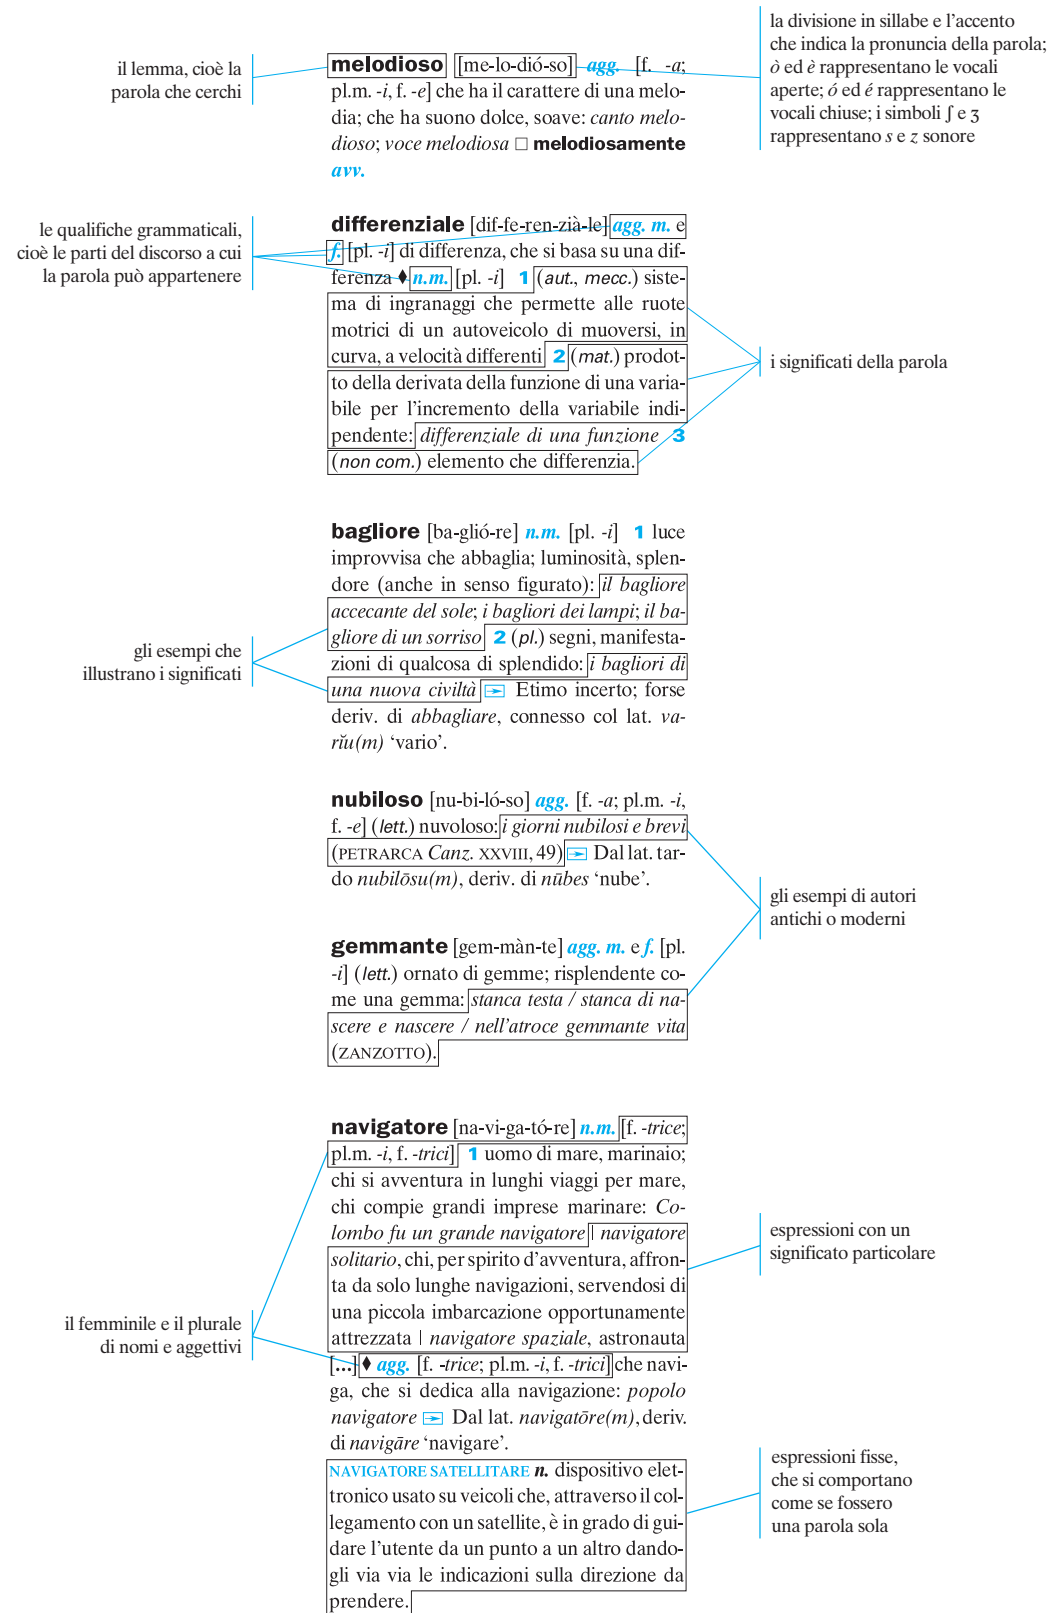 il lemma, cioè la
parola che cerchi
melodioso [me-lo-dió-so] agg. [f. -a;
pl.m. -i, f. -e] che ha il carattere di una melo-
dia; che ha suono dolce, soave: canto melo-
dioso; voce melodiosa □ melodiosamente
avv.
la divisione in sillabe e l’accento
che indica la pronuncia della parola;
ò ed è rappresentano le vocali
aperte; ó ed é rappresentano le
vocali chiuse; i simboli ʃ e ʒ
rappresentano s e z sonore
le qualifiche grammaticali,
cioè le parti del discorso a cui
la parola può appartenere
differenziale [dif-fe-ren-zià-le] agg. m. e
f. [pl. -i] di differenza, che si basa su una dif-
ferenza ♦ n.m. [pl. -i] 1 (aut., mecc.) siste-
ma di ingranaggi che permette alle ruote
motrici di un autoveicolo di muoversi, in
curva, a velocità differenti 2 (mat.) prodot-
to della derivata della funzione di una varia-
bile per l’incremento della variabile indi-
pendente: differenziale di una funzione 3
(non com.) elemento che differenzia.
i significati della parola
bagliore [ba-glió-re] n.m. [pl. -i] 1 luce
improvvisa che abbaglia; luminosità, splen-
dore (anche in senso figurato): il bagliore
accecante del sole; i bagliori dei lampi; il ba-
gliore di un sorriso 2 (pl.) segni, manifesta-
zioni di qualcosa di splendido: i bagliori di
una nuova civiltà Etimo incerto; forse
deriv. di abbagliare, connesso col lat. va-
rĭu(m) ‘vario’.
gli esempi che
illustrano i significati
nubiloso [nu-bi-ló-so] agg. [f. -a; pl.m. -i,
f. -e] (lett.) nuvoloso: i giorni nubilosi e brevi
(PETRARCA Canz. XXVIII, 49) Dal lat. tar-
do nubilōsu(m), deriv. di nūbes ‘nube’.
gli esempi di autori
antichi o moderni
gemmante [gem-màn-te] agg. m. e f. [pl.
-i] (lett.) ornato di gemme; risplendente co-
me una gemma: stanca testa / stanca di na-
scere e nascere / nell’atroce gemmante vita
(ZANZOTTO).
navigatore [na-vi-ga-tó-re] n.m. [f. -trice;
pl.m. -i, f. -trici] 1 uomo di mare, marinaio;
chi si avventura in lunghi viaggi per mare,
chi compie grandi imprese marinare: Co-
lombo fu un grande navigatore | navigatore
solitario, chi, per spirito d’avventura, affron-
ta da solo lunghe navigazioni, servendosi di
una piccola imbarcazione opportunamente
attrezzata | navigatore spaziale, astronauta
[...] ♦ agg. [f. -trice; pl.m. -i, f. -trici] che navi-
ga, che si dedica alla navigazione: popolo
navigatore Dal lat. navigatōre(m), deriv.
di navigāre ‘navigare’.
espressioni con un
significato particolare
il femminile e il plurale
di nomi e aggettivi
NAVIGATORE SATELLITARE n. dispositivo elet-
tronico usato su veicoli che, attraverso il col-
legamento con un satellite, è in grado di gui-
dare l’utente da un punto a un altro dando-
gli via via le indicazioni sulla direzione da
prendere.
espressioni fisse,
che si comportano
come se fossero
una parola sola